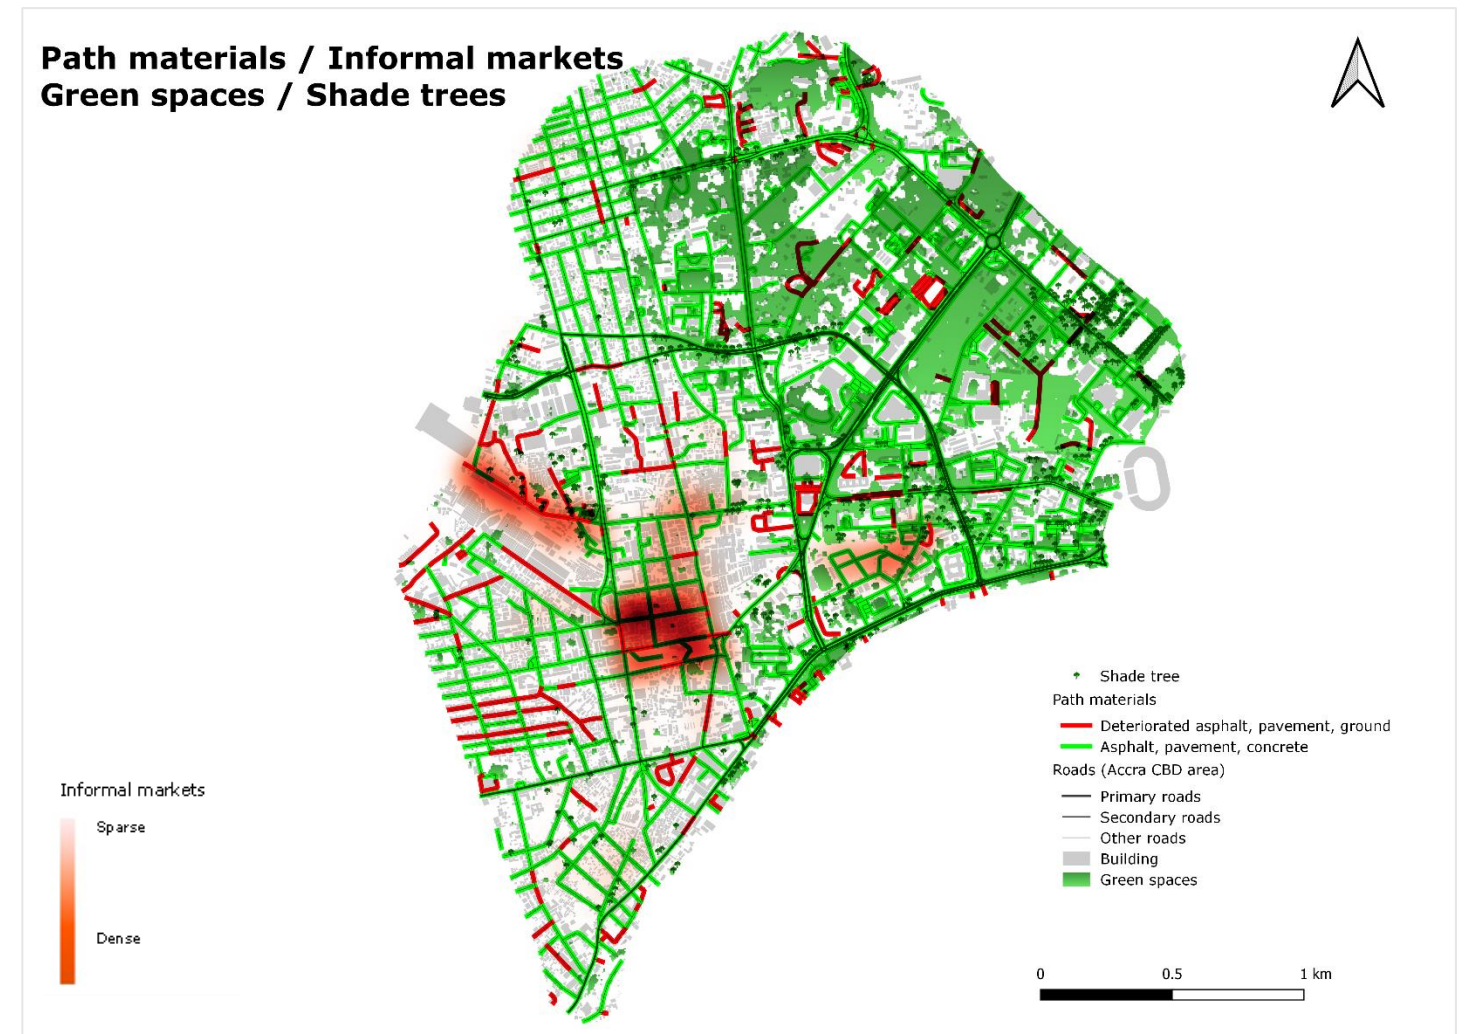 Path materials / Informal markets
Green spaces / Shade trees
Shade tree
Path materials
Deteriorated asphalt, pavement, ground
Asphalt, pavement, concrete
Roads (Accra CBD area)
Primary roads
Secondary roads
Other roads
Building
Green spaces
Informal markets
Sparse
Dense
0 0.5 1 km